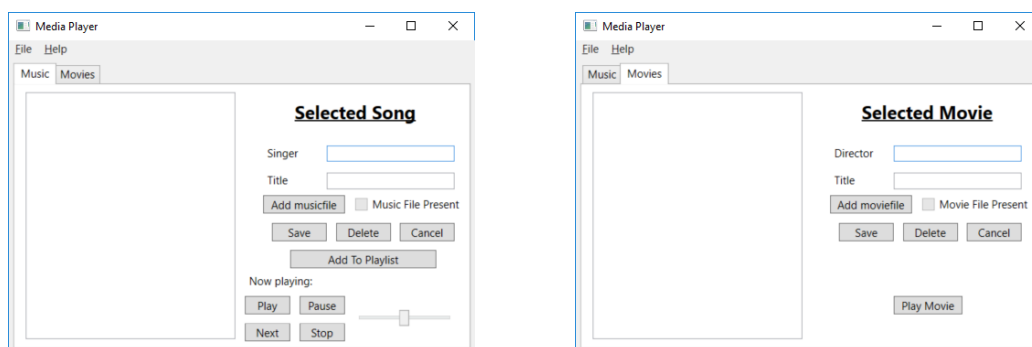 Media Player
File Help
Music Movies
Selected Song
Singer
Title
Add musicfile Music File Present
Save Delete Cancel
Add To Playlist
Now playing:
Play Pause
Next Stop
Media Player
File Help
Music Movies
Selected Movie
Director
Title
Add moviefile Movie File Present
Save Delete Cancel
Play Movie